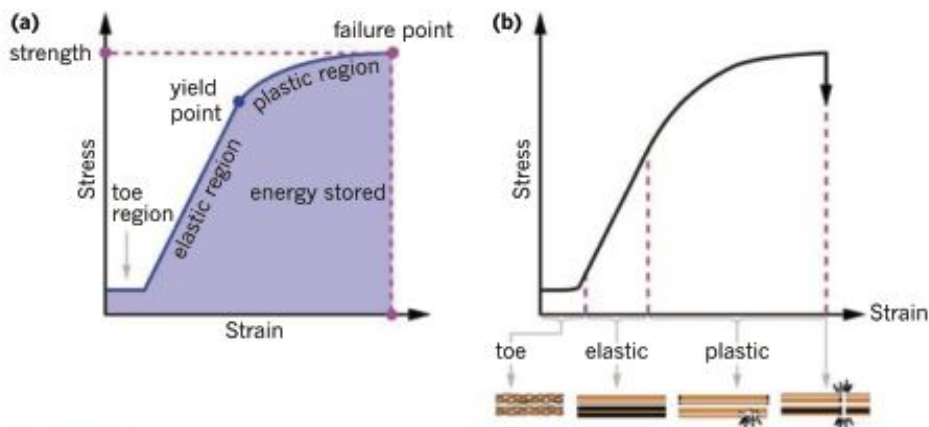 (a)
failure point
strength
yield
point
plastic region
Stress
toe
region
elastic region
energy stored
Strain
(b)
Stress
Strain
toe
elastic
plastic